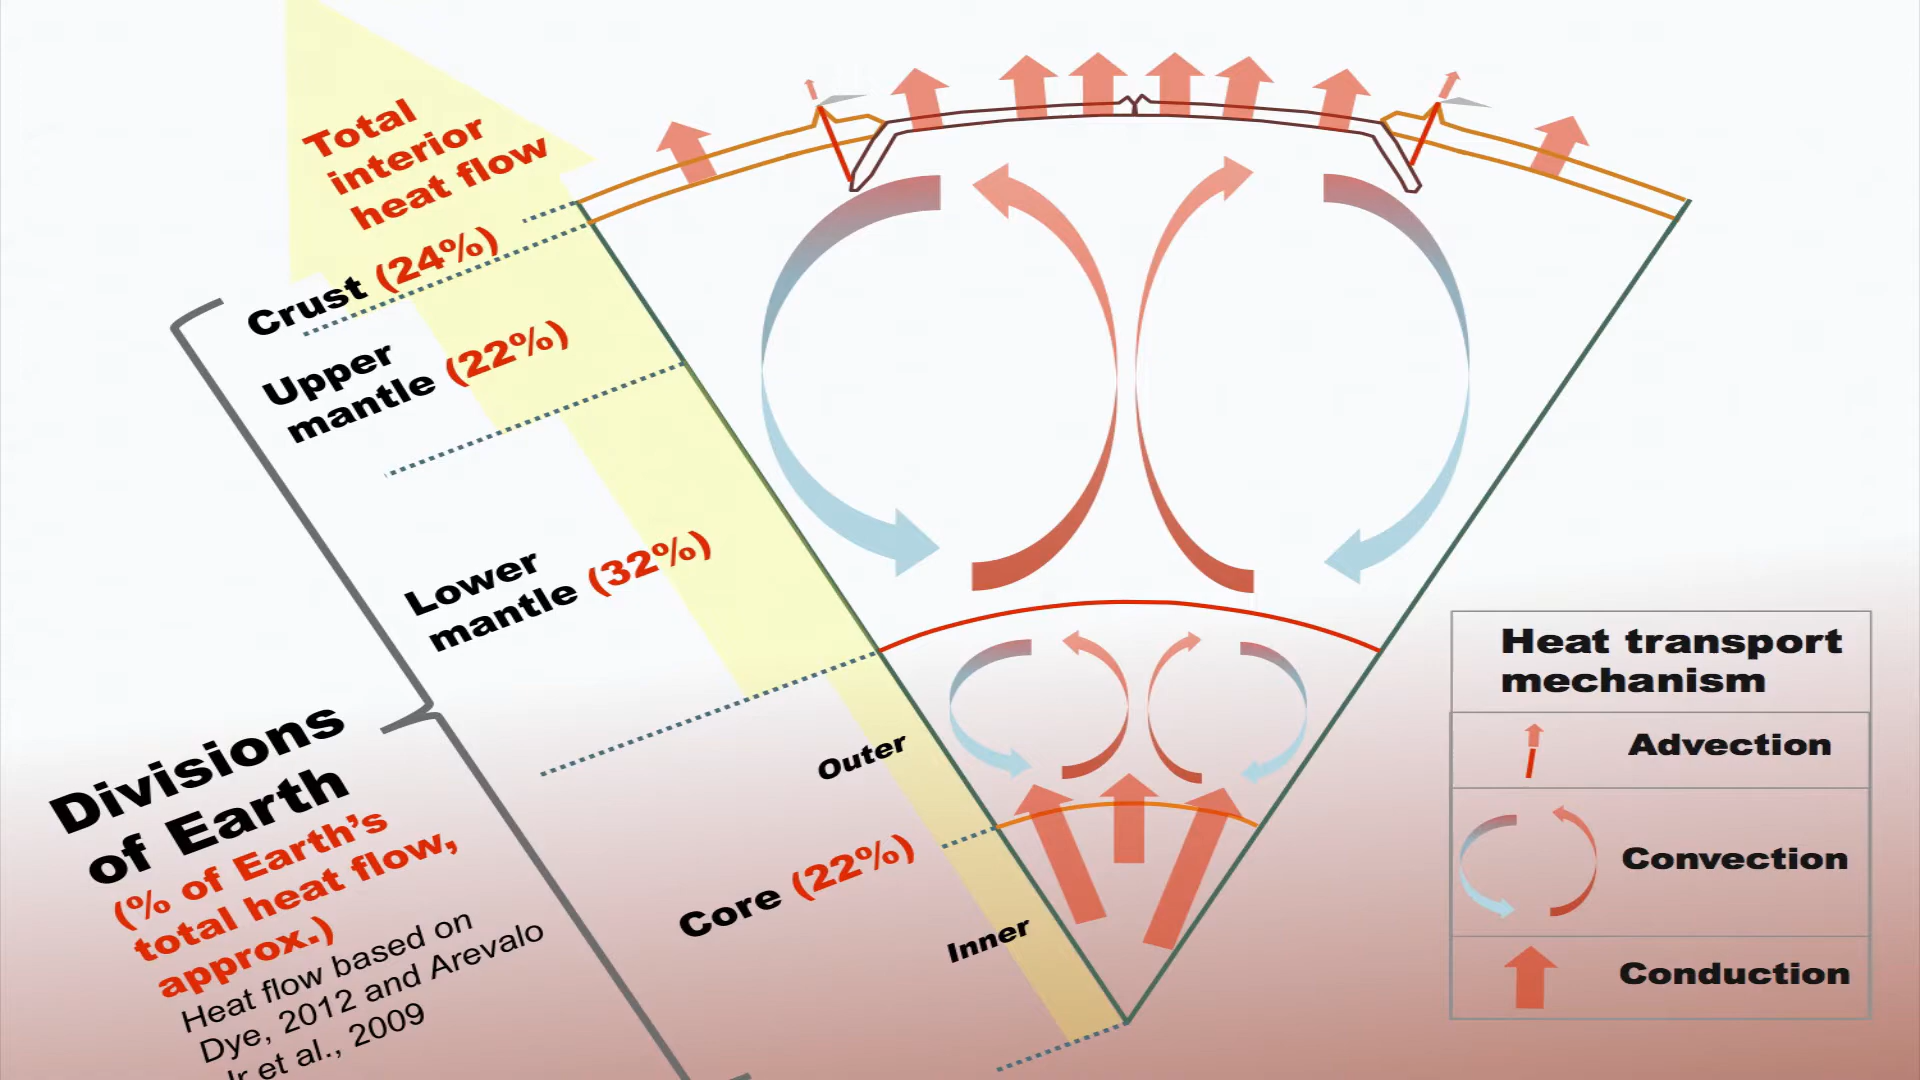 Total
interior
heat flow
Crust (24%)
Upper
mantle (22%)
Lower
mantle (32%)
Outer
Core (22%)
Inner
Divisions
of Earth
(% of Earth's
total heat flow,
approx.)
Heat flow based on
Dye, 2012 and Arevalo
Jr et al., 2009
Heat transport
mechanism
Advection
Convection
Conduction